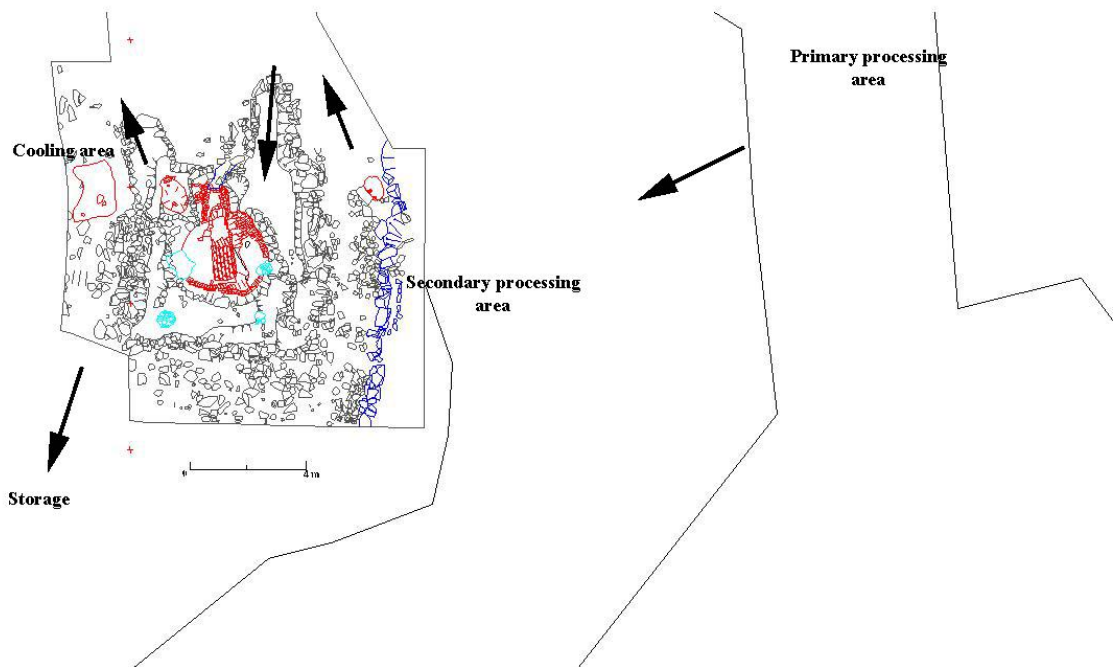 Primary processing
area
Cooling area
Secondary processing
area
0 4 m
Storage